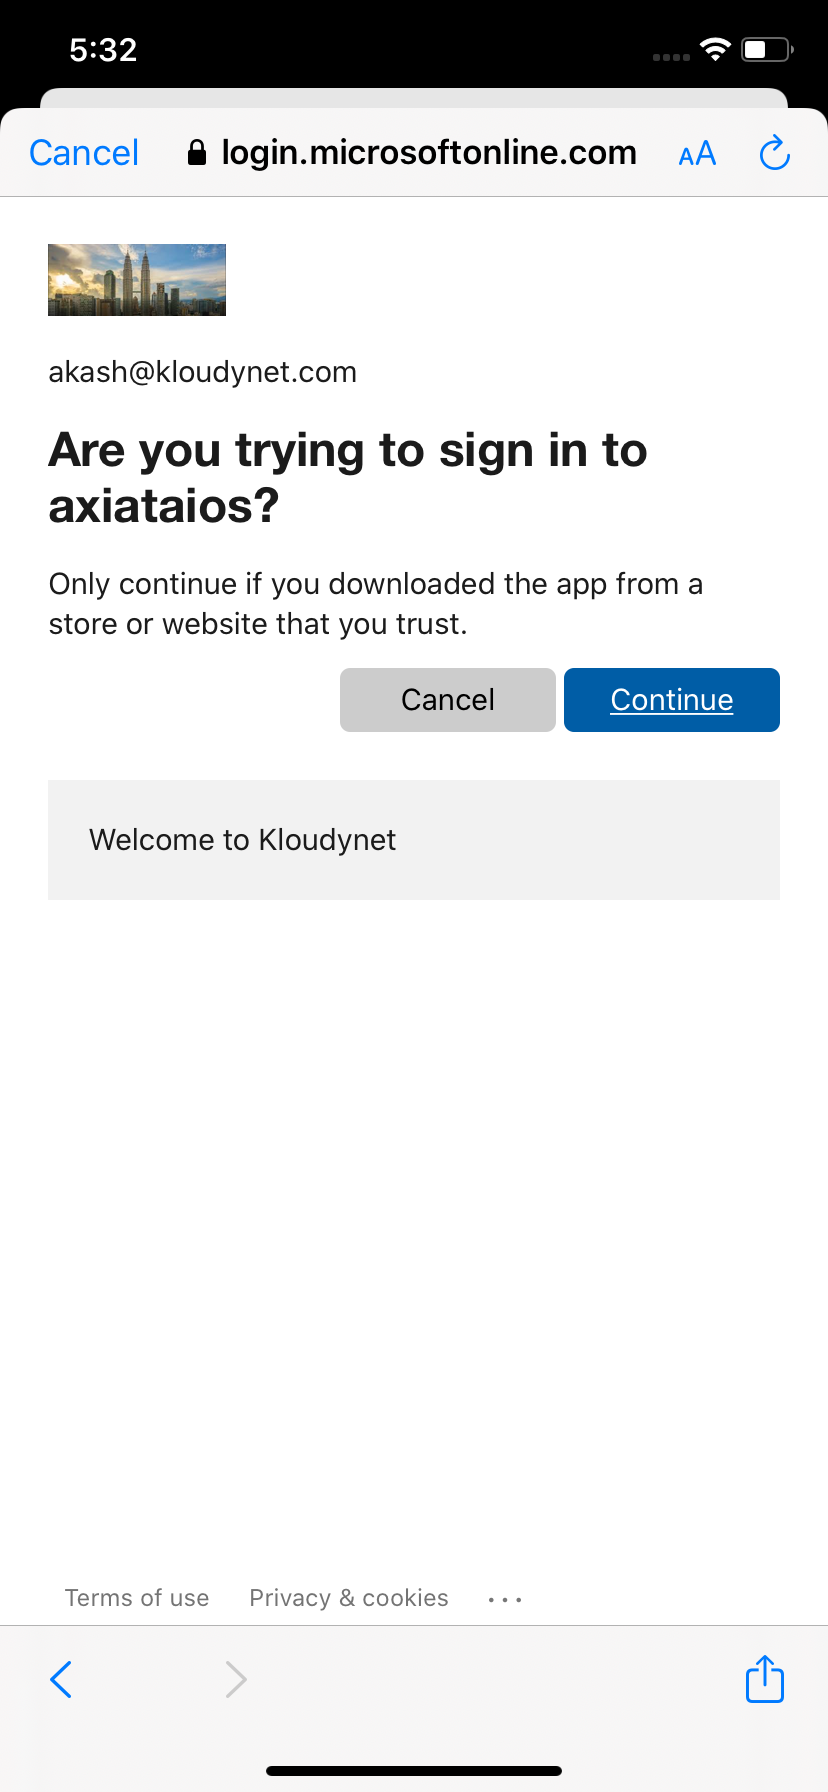 5:32
Cancel
login.microsoftonline.com
AA
akash@kloudynet.com
Are you trying to sign in to
axiataios?
Only continue if you downloaded the app from a
store or website that you trust.
Cancel
Continue
Welcome to Kloudynet
Terms of use
Privacy & cookies
...